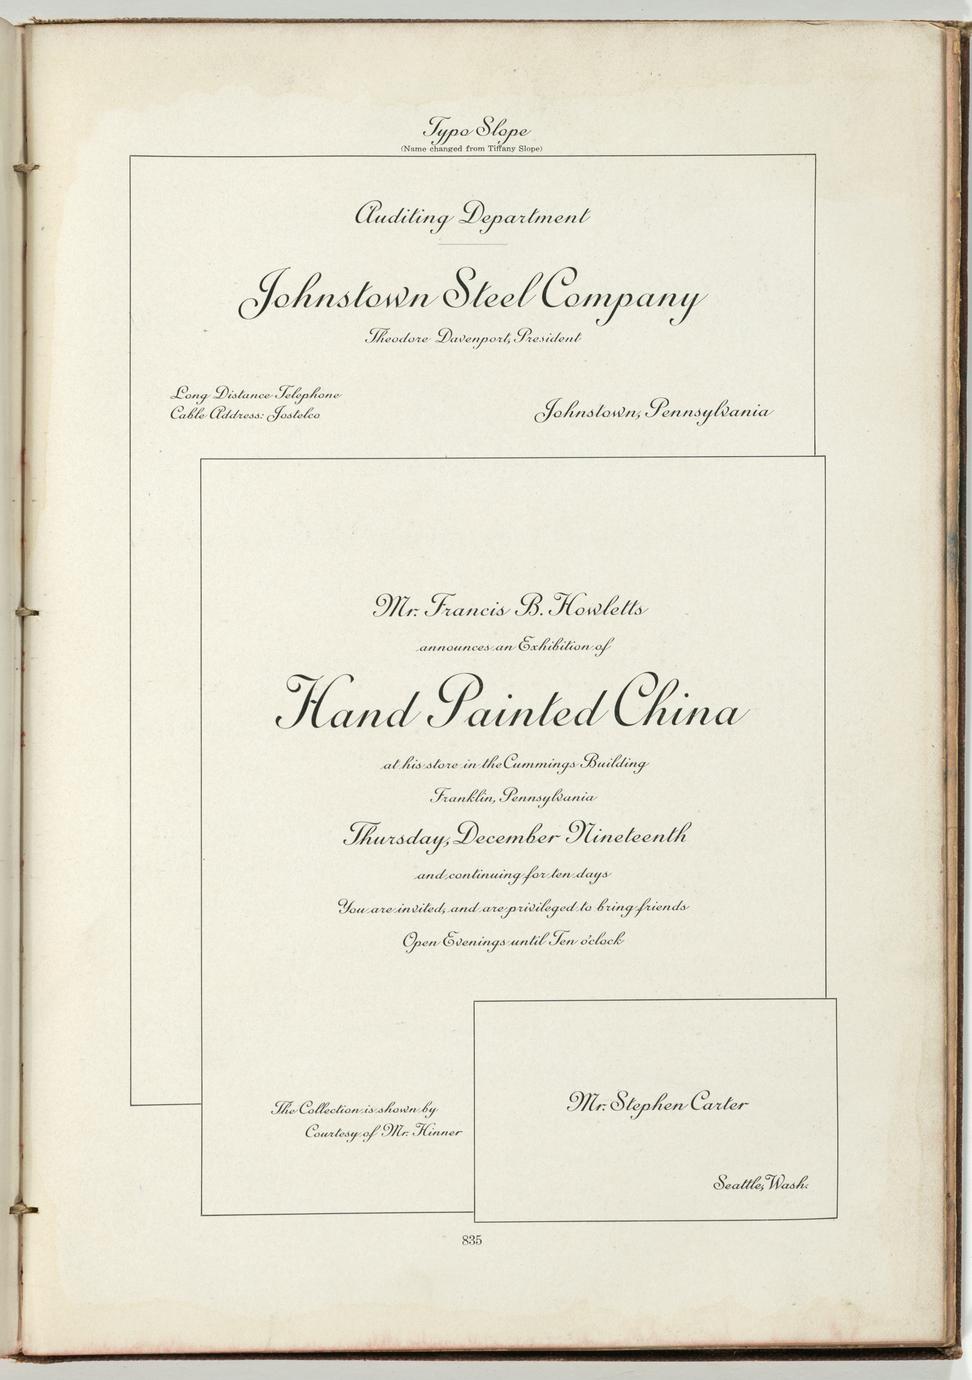 Typo Slope
(Name changed from Tiffany Slope)
Auditing Department
Johnstown Steel Company
Theodore Davenport, President
Long Distance Telephone
Cable Address: Jostelco
Johnstown, Pennsylvania
Mr. Francis B. Howletts
announces an Exhibition of
Hand Painted China
at his store in the Cummings Building
Franklin, Pennsylvania
Thursday, December Nineteenth
and continuing for ten days
You are invited, and are privileged to bring friends
Open Evenings until Ten o'clock
The Collection is shown by
Courtesy of Mr. Hinner
Mr. Stephen Carter
Seattle, Wash.
835